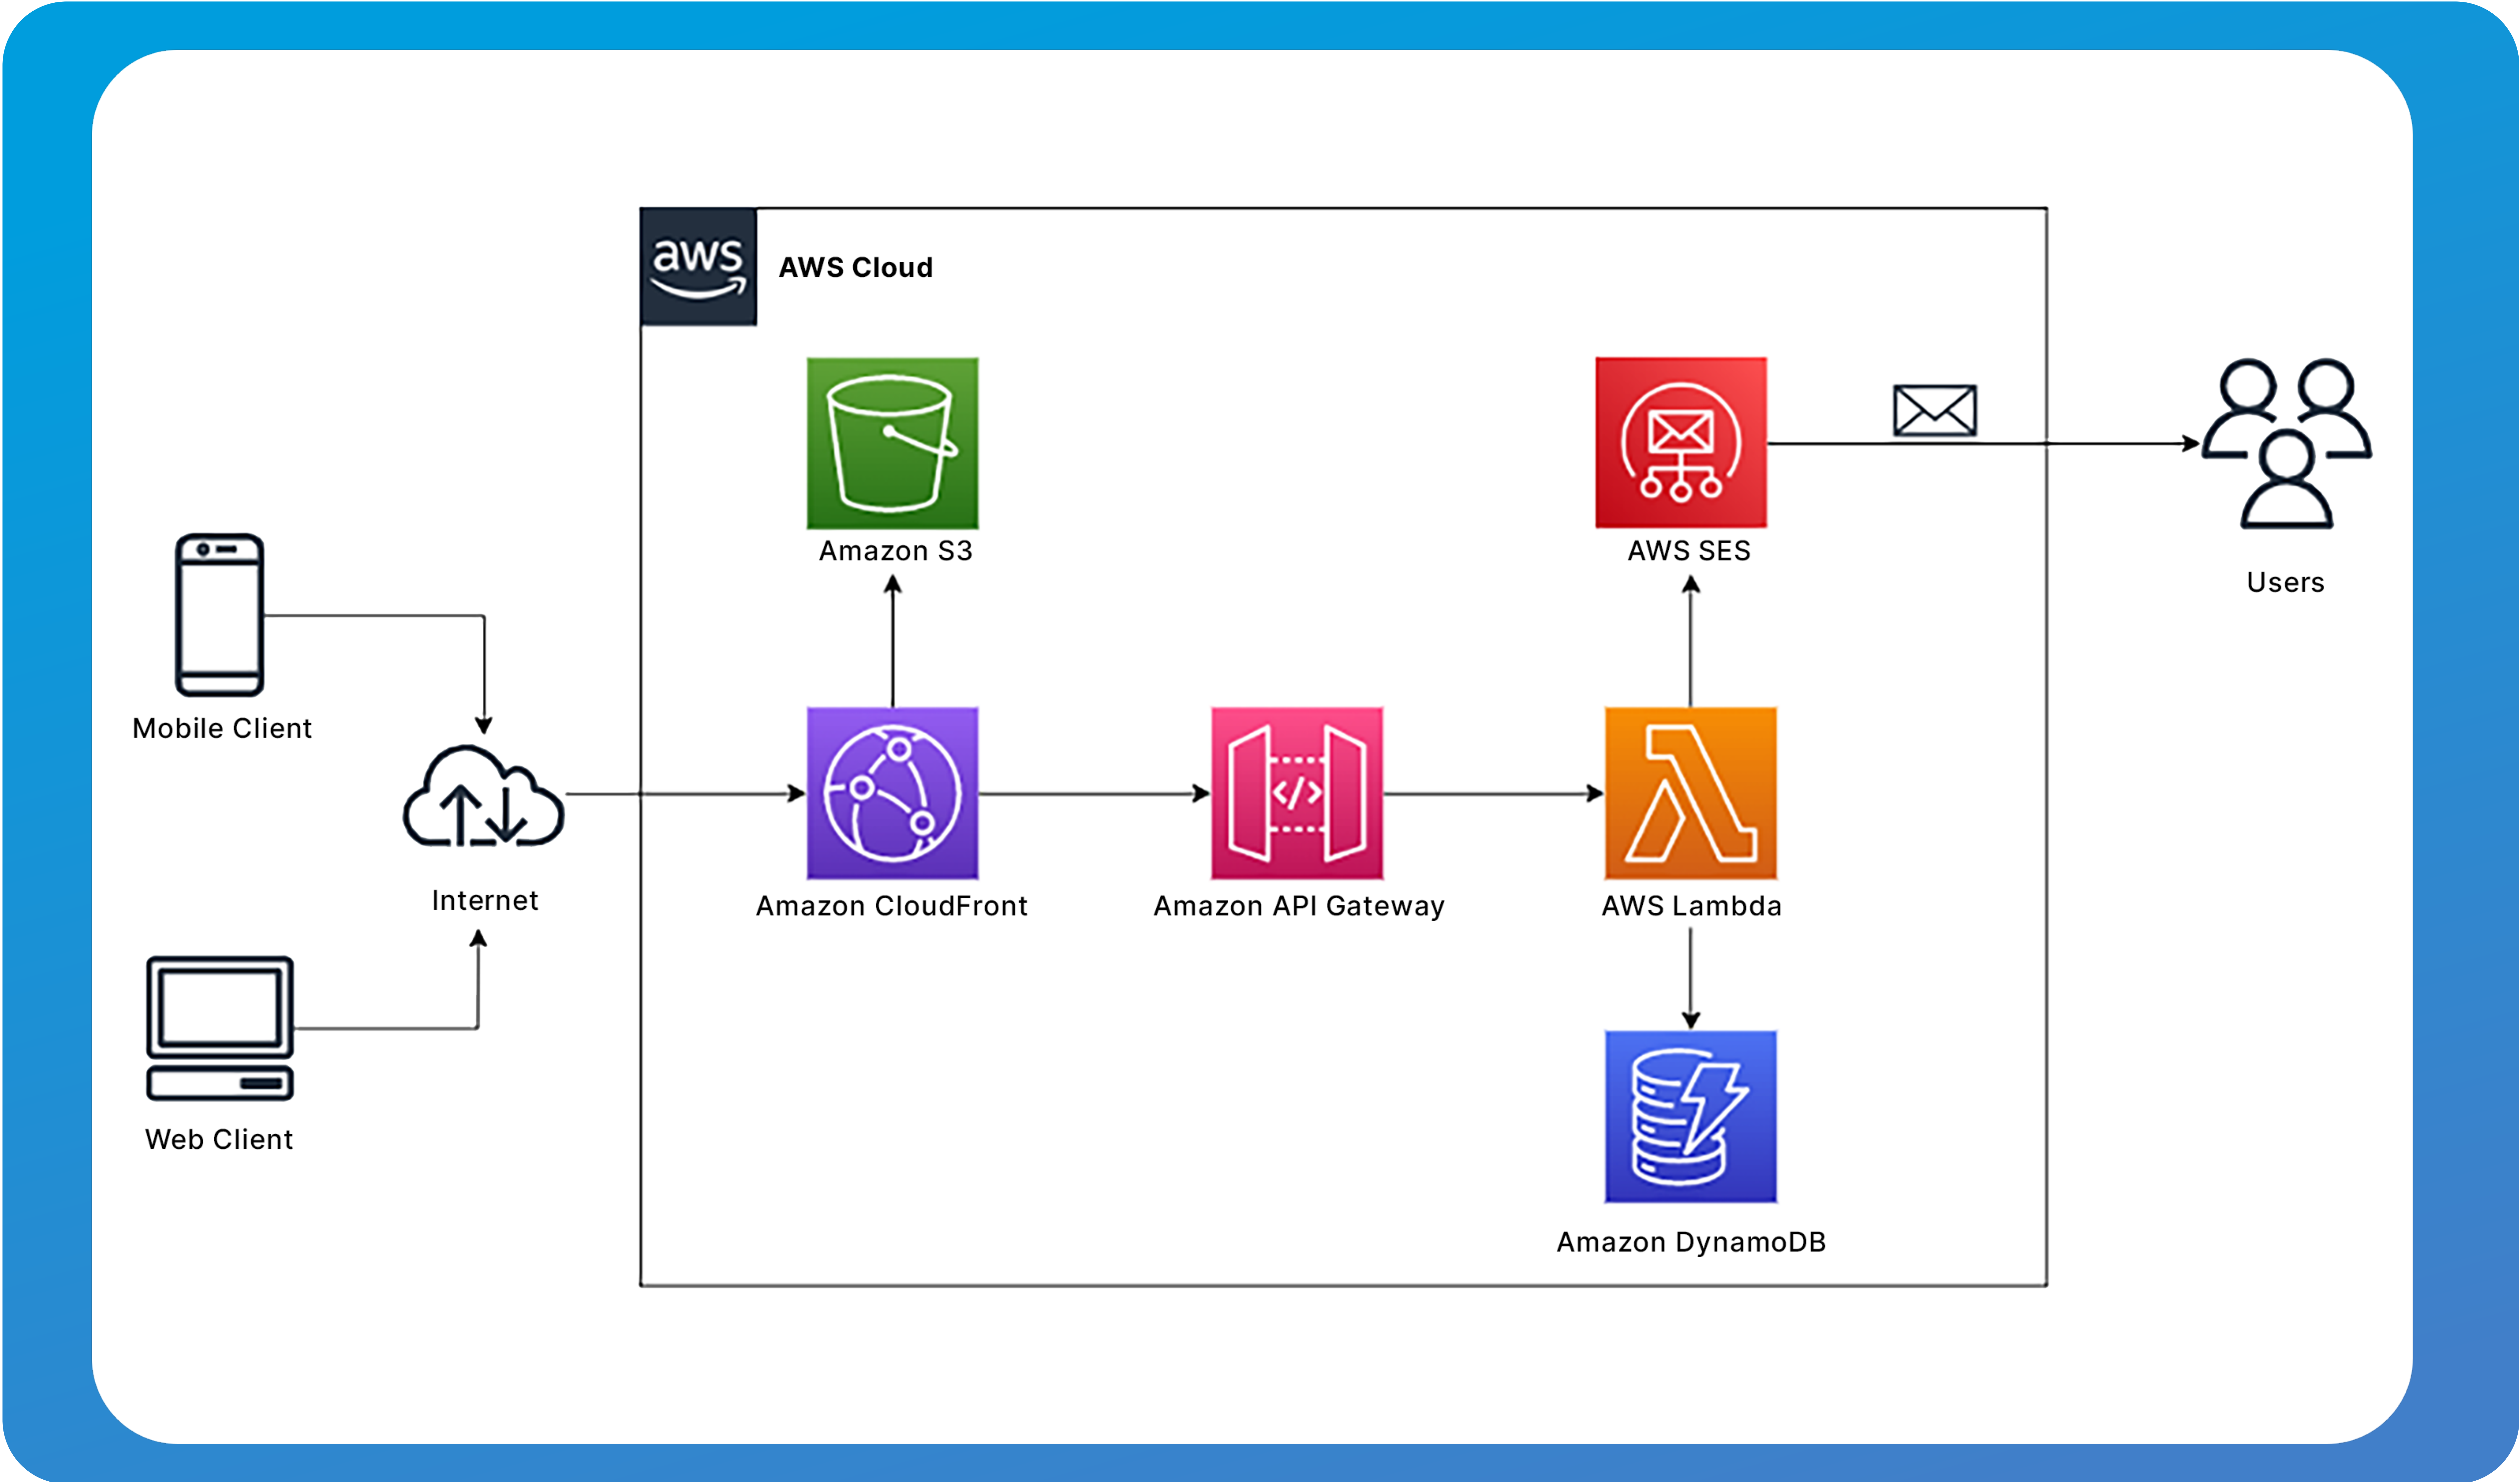 aws
AWS Cloud
Amazon S3
AWS SES
Users
Mobile Client
Internet
Amazon CloudFront
</>
Amazon API Gateway
AWS Lambda
Web Client
Amazon DynamoDB